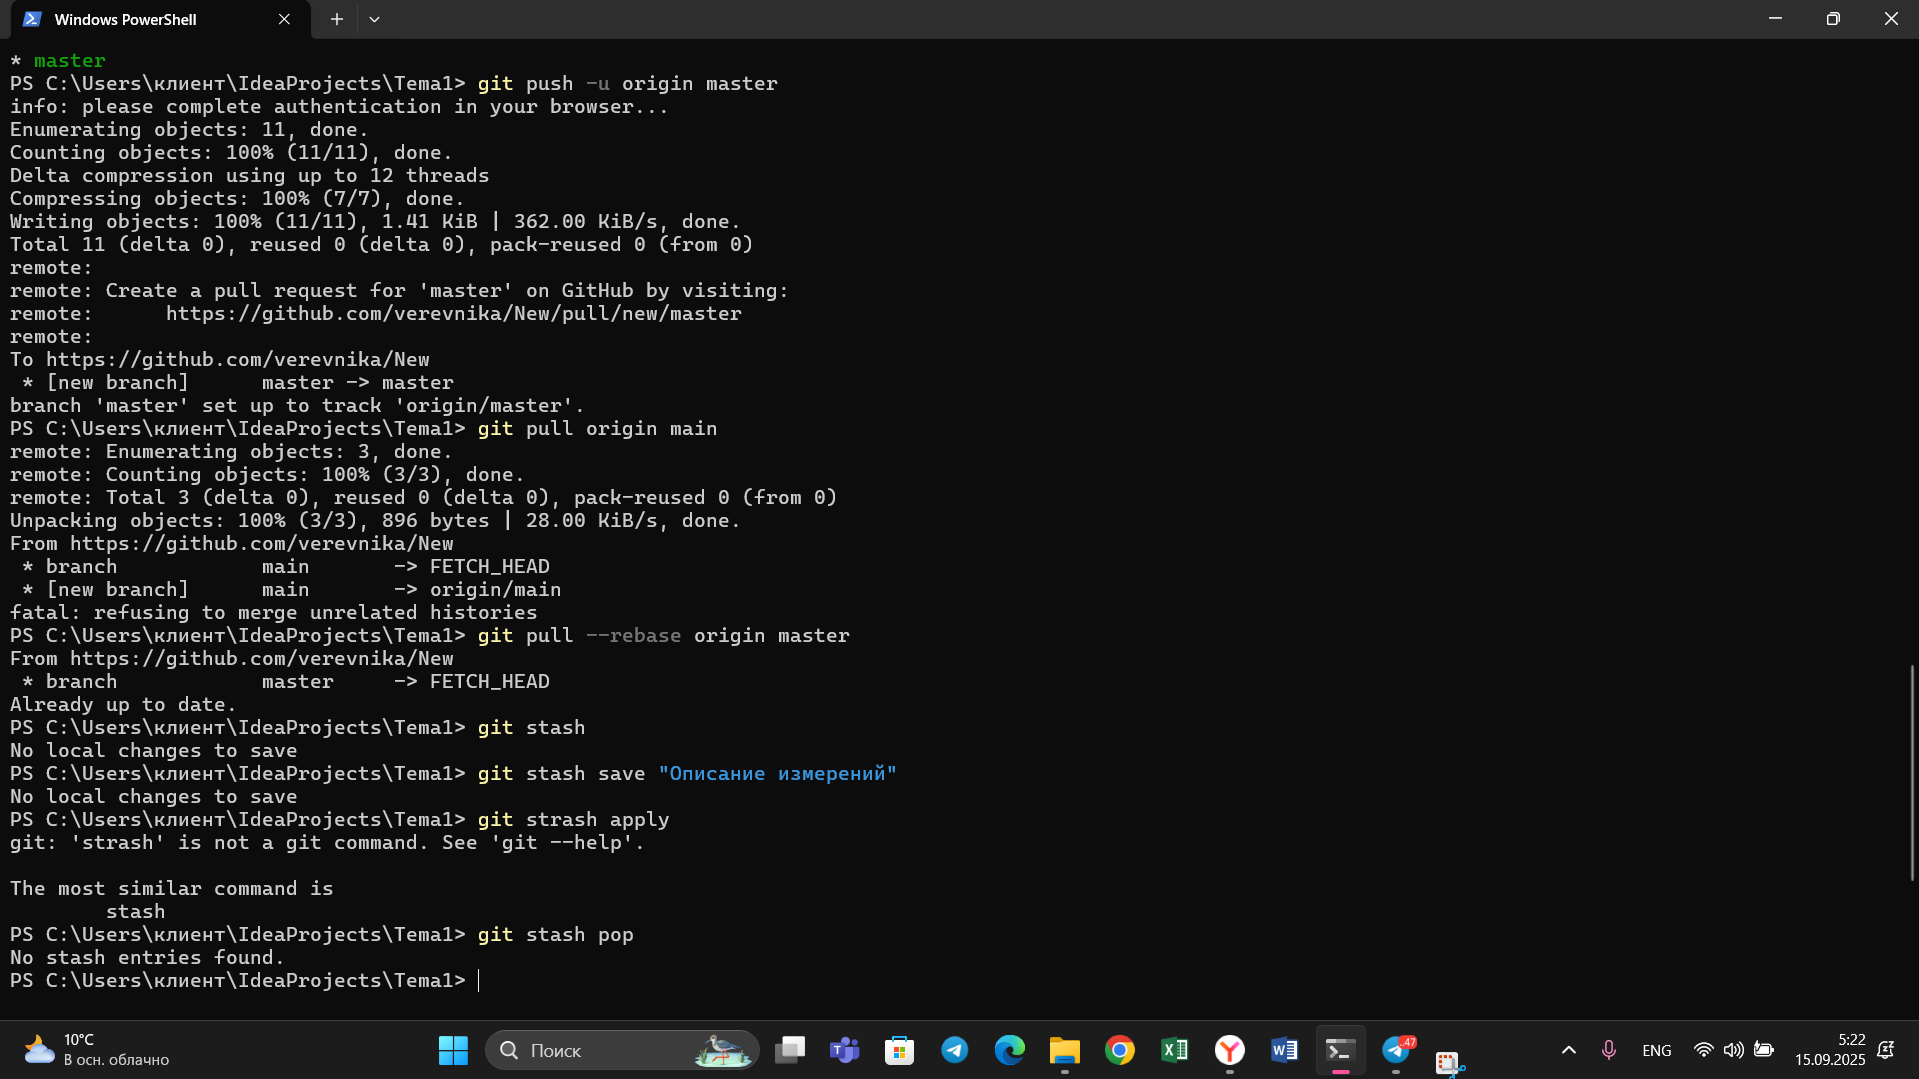 Windows PowerShell
* master
PS C:\Users\клиент\IdeaProjects\Tema1> git push -u origin master
info: please complete authentication in your browser...
Enumerating objects: 11, done.
Counting objects: 100% (11/11), done.
Delta compression using up to 12 threads
Compressing objects: 100% (7/7), done.
Writing objects: 100% (11/11), 1.41 KiB | 362.00 KiB/s, done.
Total 11 (delta 0), reused 0 (delta 0), pack-reused 0 (from 0)
remote:
remote: Create a pull request for 'master' on GitHub by visiting:
remote:      https://github.com/verevnika/New/pull/new/master
remote:
To https://github.com/verevnika/New
 * [new branch]      master -> master
branch 'master' set up to track 'origin/master'.
PS C:\Users\клиент\IdeaProjects\Tema1> git pull origin main
remote: Enumerating objects: 3, done.
remote: Counting objects: 100% (3/3), done.
remote: Total 3 (delta 0), reused 0 (delta 0), pack-reused 0 (from 0)
Unpacking objects: 100% (3/3), 896 bytes | 28.00 KiB/s, done.
From https://github.com/verevnika/New
 * branch            main       -> FETCH_HEAD
 * [new branch]      main       -> origin/main
fatal: refusing to merge unrelated histories
PS C:\Users\клиент\IdeaProjects\Tema1> git pull --rebase origin master
From https://github.com/verevnika/New
 * branch            master     -> FETCH_HEAD
Already up to date.
PS C:\Users\клиент\IdeaProjects\Tema1> git stash
No local changes to save
PS C:\Users\клиент\IdeaProjects\Tema1> git stash save "Описание измерений"
No local changes to save
PS C:\Users\клиент\IdeaProjects\Tema1> git strash apply
git: 'strash' is not a git command. See 'git --help'.
The most similar command is
        stash
PS C:\Users\клиент\IdeaProjects\Tema1> git stash pop
No stash entries found.
PS C:\Users\клиент\IdeaProjects\Tema1>
10°C
В осн. облачно
Поиск
47
ENG
5:22
15.09.2025